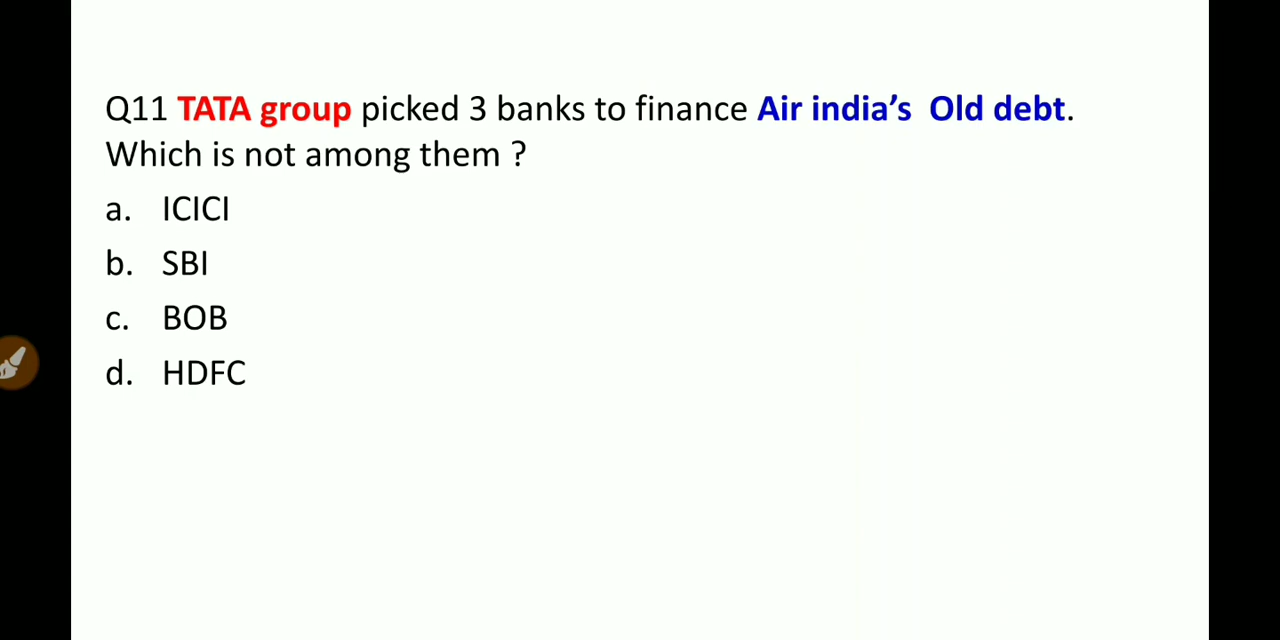 Q11 TATA group picked 3 banks to finance Air india’s Old debt.
Which is not among them ?
a. ICICI
b. SBI
c. BOB
d. HDFC